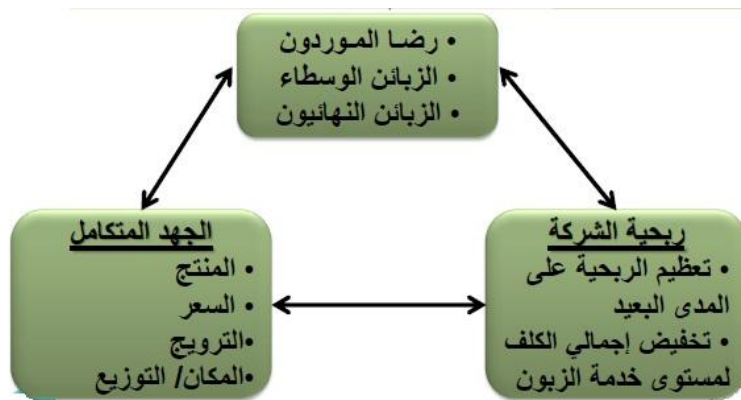 • رضا الموردون
• الزبائن الوسطاء
• الزبائن النهائيون
ربحية الشركة
• تعظيم الربحية على
المدى البعيد
• تخفيض إجمالي الكلف
لمستوى خدمة الزبون
الجهد المتكامل
• المنتج
• السعر
•الترويج
•المكان/ التوزيع